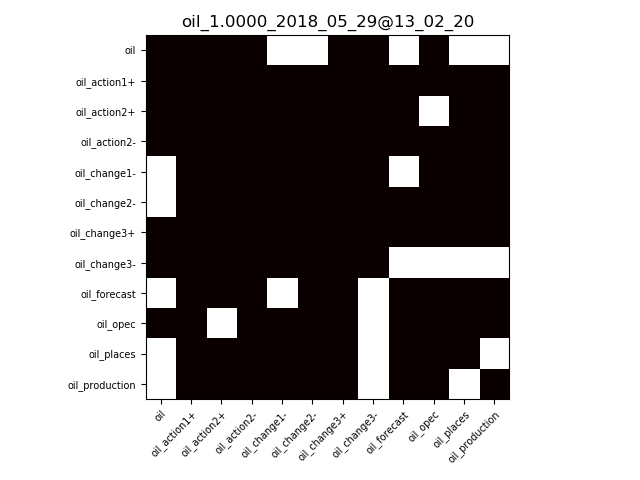 oil_1.0000_2018_05_29@13_02_20
oil
oil_action1+
oil_action2+
oil_action2-
oil_change1-
oil_change2-
oil_change3+
oil_change3-
oil_forecast
oil_opec
oil_places
oil_production
oil
oil_action1+
oil_action2+
oil_action2-
oil_change1-
oil_change2-
oil_change3+
oil_change3-
oil_forecast
oil_opec
oil_places
oil_production